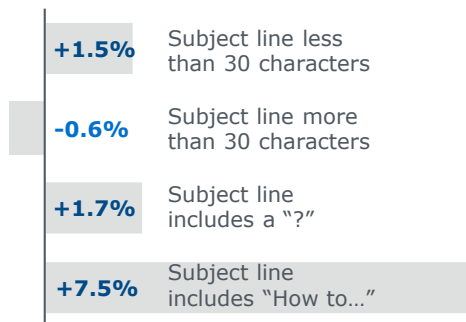 +1.5%
Subject line less
than 30 characters
-0.6%
Subject line more
than 30 characters
+1.7%
Subject line
includes a “?”
+7.5%
Subject line
includes “How to…”